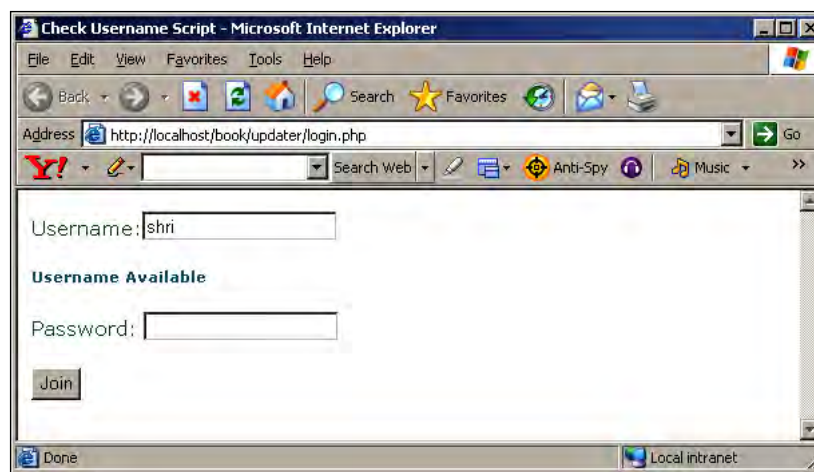 Check Username Script - Microsoft Internet Explorer
File Edit View Favorites Tools Help
Back Search Favorites
Address http://localhost/book/updater/login.php Go
Y! Search Web Anti-Spy Music >>
Username: shri
Username Available
Password:
Join
Done Local intranet